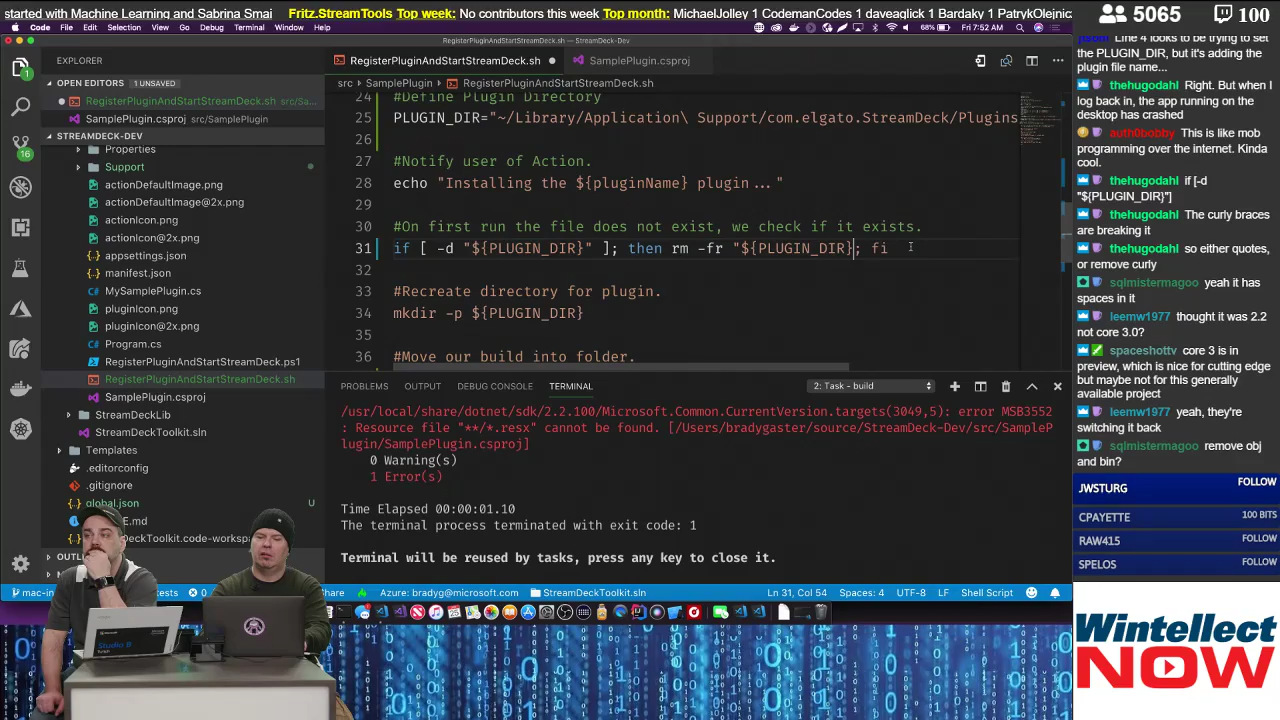 started with Machine Learning and Sabrina Smai Fritz.StreamTools Top week: No contributors this week Top month: MichaelJolley 1 CodemanCodes 1 daveaglick 1 Bardaky 1 PatrykOlejnicz
5065 100
Code File Edit Selection View Go Debug Terminal Window Help 68% Fri 7:52 AM
RegisterPluginAndStartStreamDeck.sh — StreamDeck-Dev
EXPLORER
OPEN EDITORS 1 UNSAVED
RegisterPluginAndStartStreamDeck.sh src/Sa...
SamplePlugin.csproj src/SamplePlugin
STREAMDECK-DEV
Properties
Support
actionDefaultImage.png
actionDefaultImage@2x.png
actionIcon.png
actionIcon@2x.png
appsettings.json
manifest.json
MySamplePlugin.cs
pluginIcon.png
pluginIcon@2x.png
Program.cs
RegisterPluginAndStartStreamDeck.ps1
RegisterPluginAndStartStreamDeck.sh
SamplePlugin.csproj
StreamDeckLib
StreamDeckToolkit.sln
Templates
.editorconfig
.gitignore
global.json U
E.md
DeckToolkit.code-worksp
OUTL
1
16
RegisterPluginAndStartStreamDeck.sh SamplePlugin.csproj
src SamplePlugin RegisterPluginAndStartStreamDeck.sh
24 #Define Plugin Directory
25 PLUGIN_DIR="~/Library/Application\ Support/com.elgato.StreamDeck/Plugins
26
27 #Notify user of Action.
28 echo "Installing the ${pluginName} plugin..."
29
30 #On first run the file does not exist, we check if it exists.
31 if [ -d "${PLUGIN_DIR}" ]; then rm -fr "${PLUGIN_DIR}; fi
32
33 #Recreate directory for plugin.
34 mkdir -p ${PLUGIN_DIR}
35
36 #Move our build into folder.
PROBLEMS OUTPUT DEBUG CONSOLE TERMINAL 2: Task - build
/usr/local/share/dotnet/sdk/2.2.100/Microsoft.Common.CurrentVersion.targets(3049,5): error MSB3552
: Resource file "**/*.resx" cannot be found. [/Users/bradygaster/source/StreamDeck-Dev/src/SampleP
lugin/SamplePlugin.csproj]
0 Warning(s)
1 Error(s)
Time Elapsed 00:00:01.10
The terminal process terminated with exit code: 1
Terminal will be reused by tasks, press any key to close it.
mac-in ests 0 Azure: bradyg@microsoft.com StreamDeckToolkit.sln Ln 31, Col 54 Spaces: 4 UTF-8 LF Shell Script
Line 4 looks to be trying to set
the PLUGIN_DIR, but it's adding the
plugin file name...
thehugodahl: Right. But when I
log back in, the app running on
the desktop has crashed
auth0bobby This is like mob
programming over the internet. Kinda
cool.
thehugodahl: if [-d
"${PLUGIN_DIR}"]
thehugodahl: The curly braces
are breaking it
thehugodahl: so either quotes,
or remove curly
sqlmistermagoo: yeah it has
spaces in it
leemw1977: thought it was 2.2
not core 3.0?
spaceshottv: core 3 is in
preview, which is nice for cutting edge
but maybe not for this generally
available project
leemw1977: yeah, they're
switching it back
sqlmistermagoo: remove obj
and bin?
JWSTURG FOLLOW
CPAYETTE 100 BITS
RAW415 FOLLOW
SPELOS FOLLOW
Wintellect
NOW
Studio B